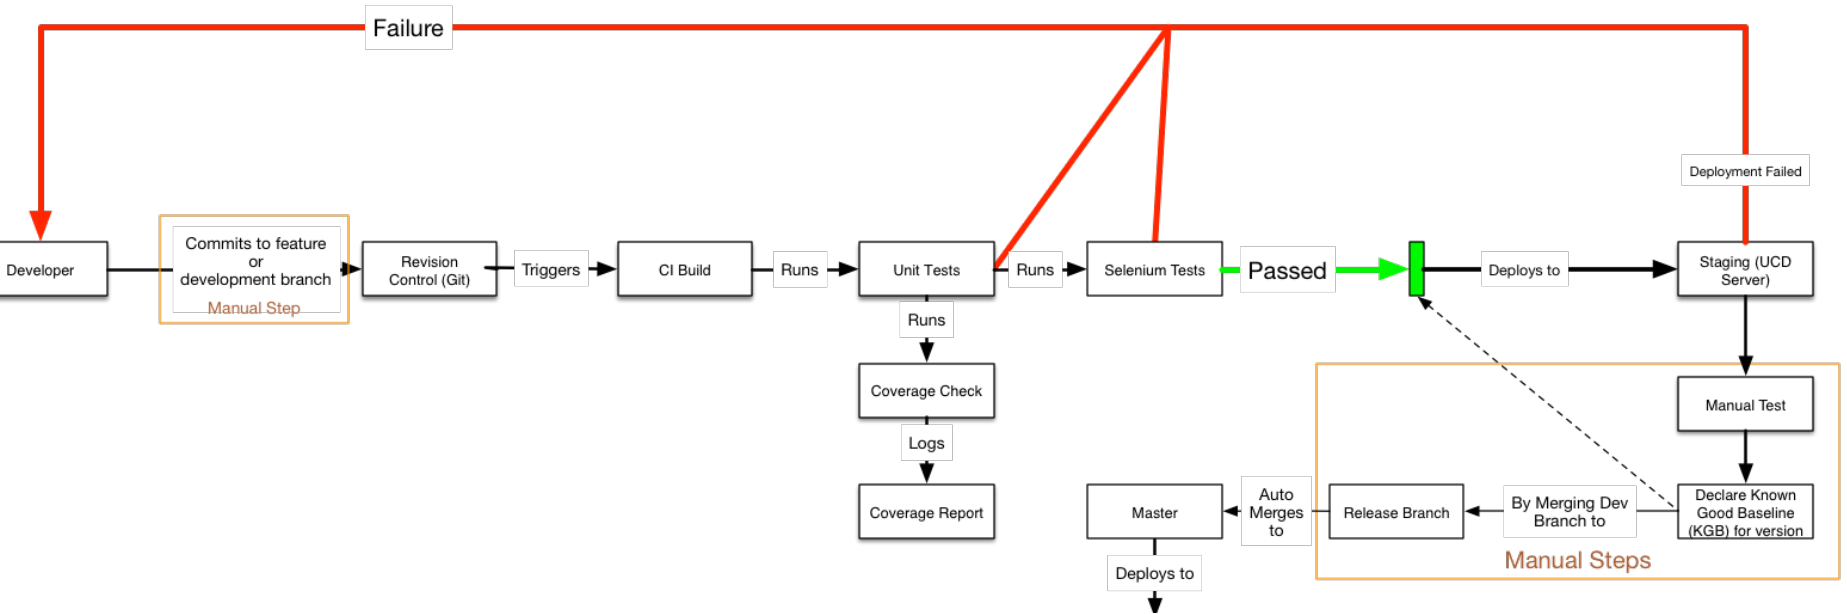 Failure
Deployment Failed
Developer
Commits to feature
or
development branch
Manual Step
Revision
Control (Git)
Triggers
CI Build
Runs
Unit Tests
Runs
Selenium Tests
Passed
Deploys to
Staging (UCD
Server)
Runs
Coverage Check
Logs
Coverage Report
Manual Test
Declare Known
Good Baseline
(KGB) for version
By Merging Dev
Branch to
Release Branch
Auto
Merges
to
Master
Manual Steps
Deploys to